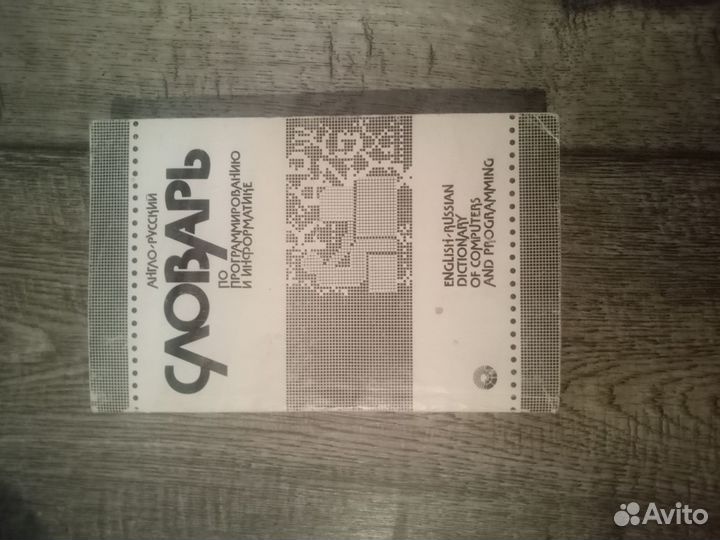 АНГЛО-РУССКИЙ
СЛОВАРЬ
ПО
ПРОГРАММИРОВАНИЮ
И ИНФОРМАТИКЕ
ENGLISH-RUSSIAN
DICTIONARY
OF COMPUTERS
AND PROGRAMMING
Avito